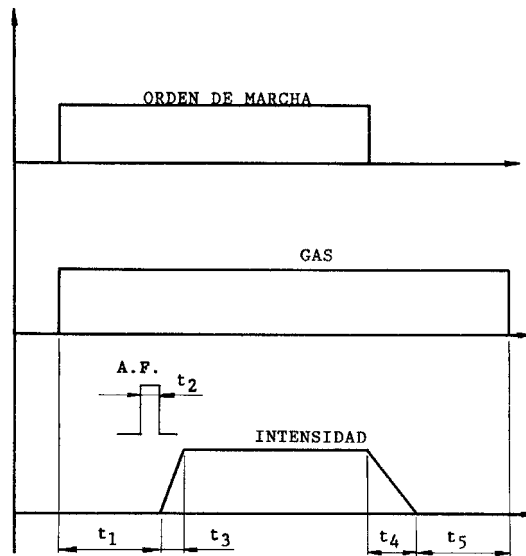 ORDEN DE MARCHA
GAS
A.F.
t2
INTENSIDAD
t1
t3
t4
t5